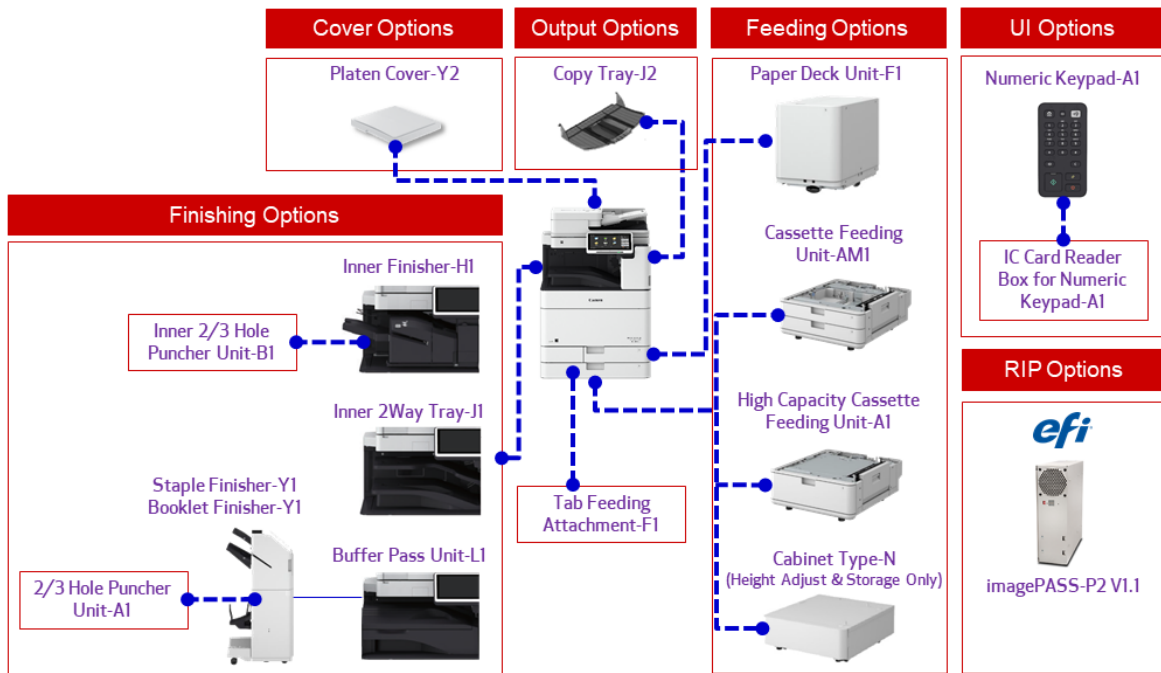 Cover Options
Platen Cover-Y2
Output Options
Copy Tray-J2
Feeding Options
Paper Deck Unit-F1
Cassette Feeding
Unit-AM1
High Capacity Cassette
Feeding Unit-A1
Cabinet Type-N
(Height Adjust & Storage Only)
UI Options
Numeric Keypad-A1
IC Card Reader
Box for Numeric
Keypad-A1
RIP Options
efi
imagePASS-P2 V1.1
Finishing Options
Inner Finisher-H1
Inner 2/3 Hole
Puncher Unit-B1
Inner 2Way Tray-J1
Staple Finisher-Y1
Booklet Finisher-Y1
2/3 Hole Puncher
Unit-A1
Buffer Pass Unit-L1
Canon
Tab Feeding
Attachment-F1